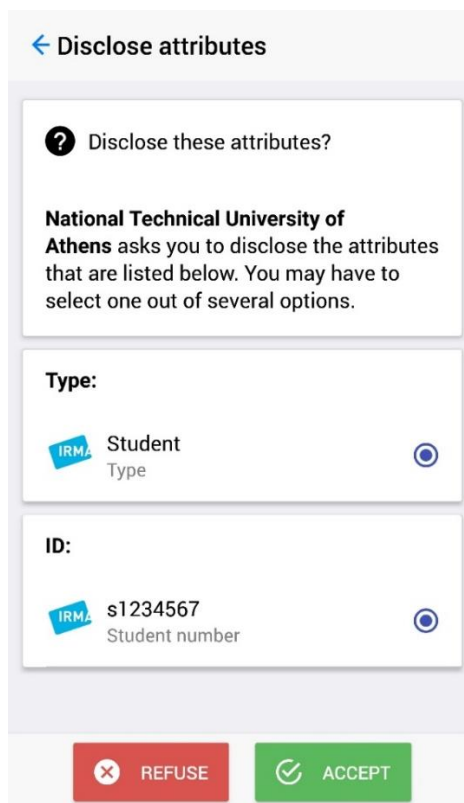 Disclose attributes
Disclose these attributes?
National Technical University of
Athens asks you to disclose the attributes
that are listed below. You may have to
select one out of several options.
Type:
IRMA
Student
Type
ID:
IRMA
s1234567
Student number
REFUSE
ACCEPT